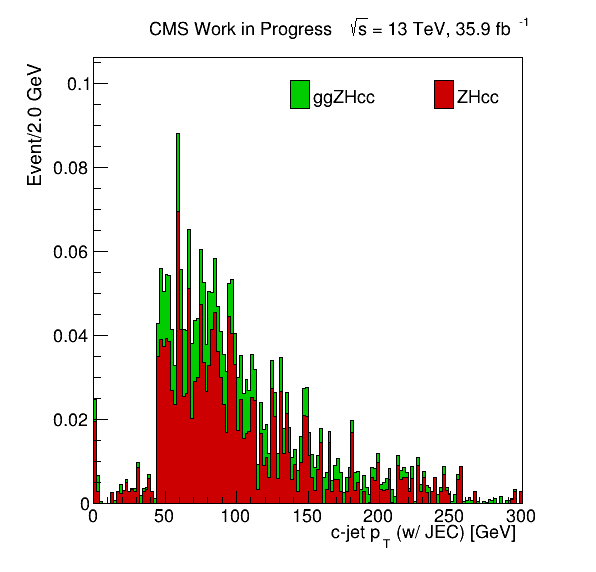 CMS Work in Progress √s = 13 TeV, 35.9 fb -1
Event/2.0 GeV
0.1
0.08
0.06
0.04
0.02
0
ggZHcc ZHcc
0 50 100 150 200 250 300
c-jet p_T (w/ JEC) [GeV]